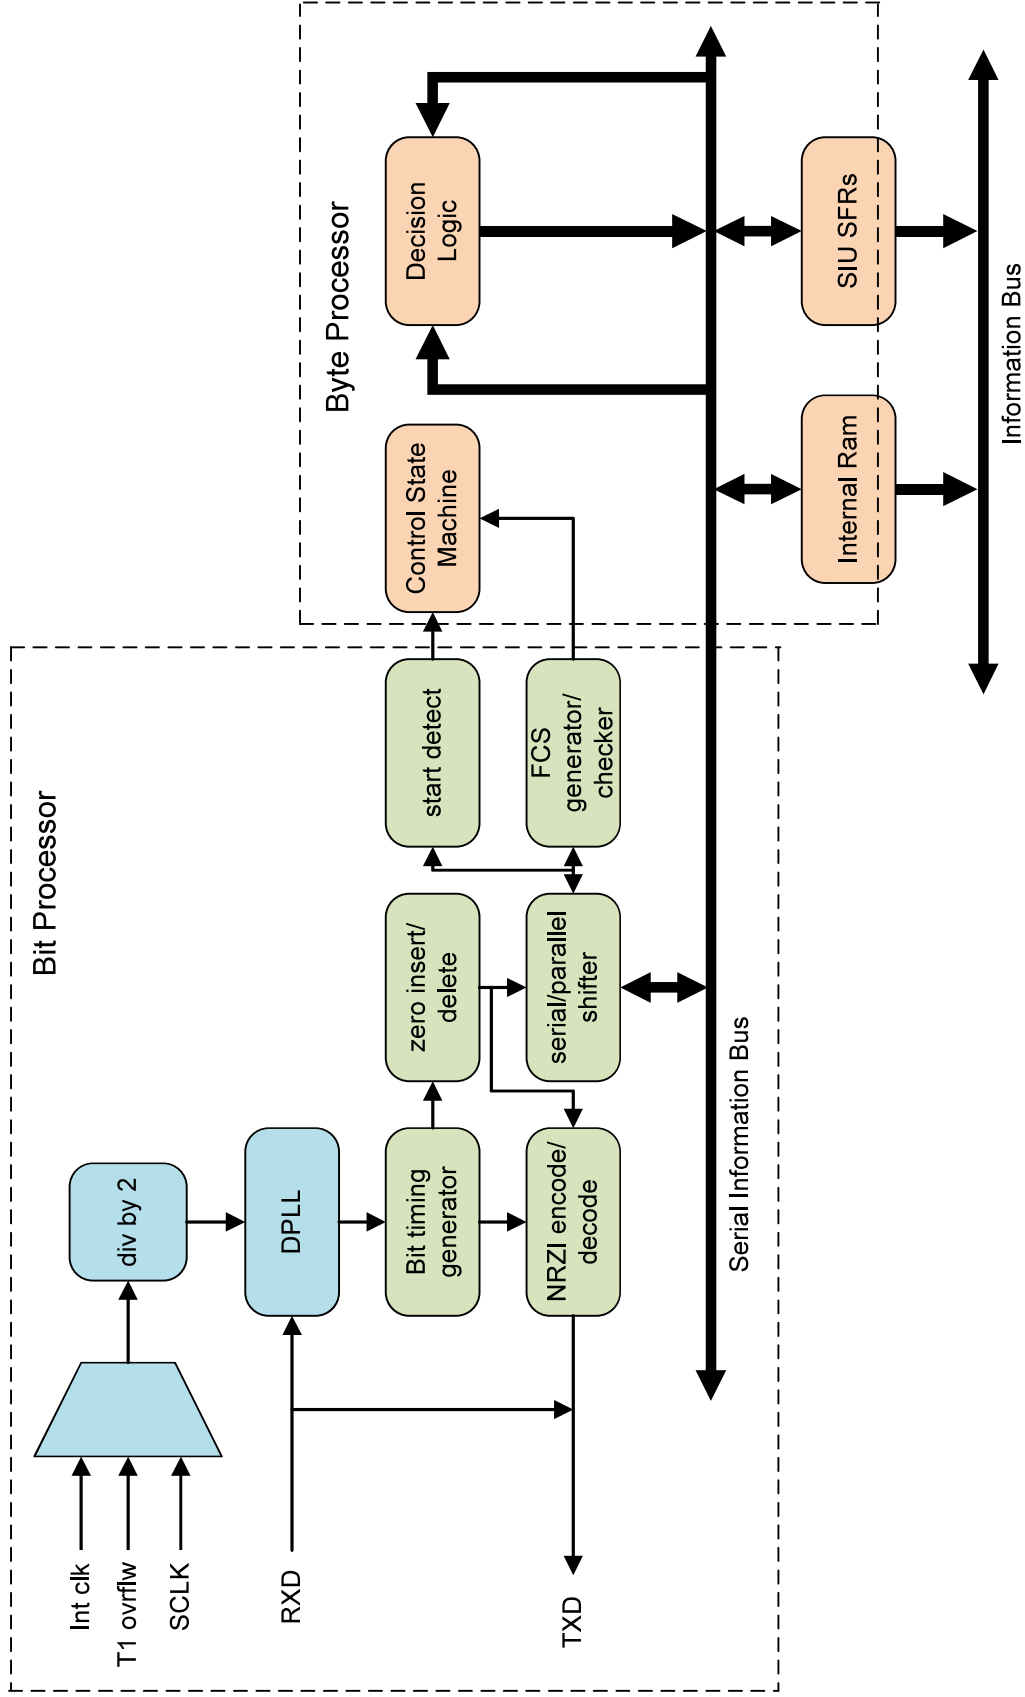 Bit Processor
Byte Processor
Int clk
T1 ovrflw
SCLK
div by 2
RXD
DPLL
Bit timing
generator
zero insert/
delete
start detect
Control State
Machine
Decision
Logic
TXD
NRZI encode/
decode
serial/parallel
shifter
FCS
generator/
checker
Serial Information Bus
Internal Ram
SIU SFRs
Information Bus